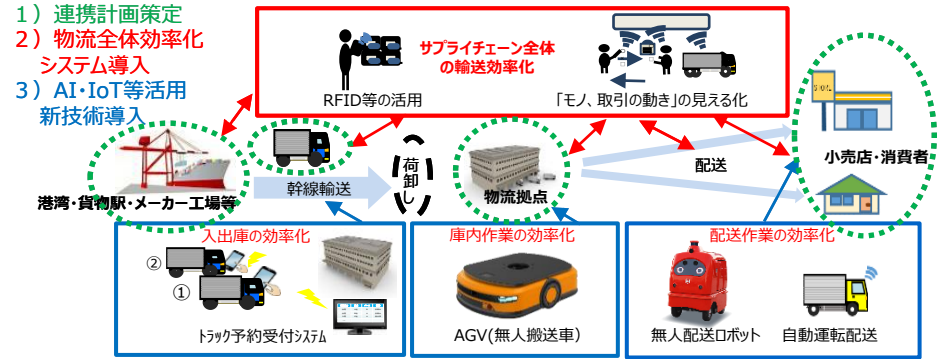 1）連携計画策定
2）物流全体効率化
システム導入
3）AI・IoT等活用
新技術導入
サプライチェーン全体
の輸送効率化
RFID等の活用
「モノ、取引の動き」の見える化
港湾・貨物駅・メーカー工場等
幹線輸送
荷卸し
物流拠点
配送
小売店・消費者
入出庫の効率化
②
①
トラック予約受付システム
庫内作業の効率化
AGV(無人搬送車)
配送作業の効率化
無人配送ロボット
自動運転配送